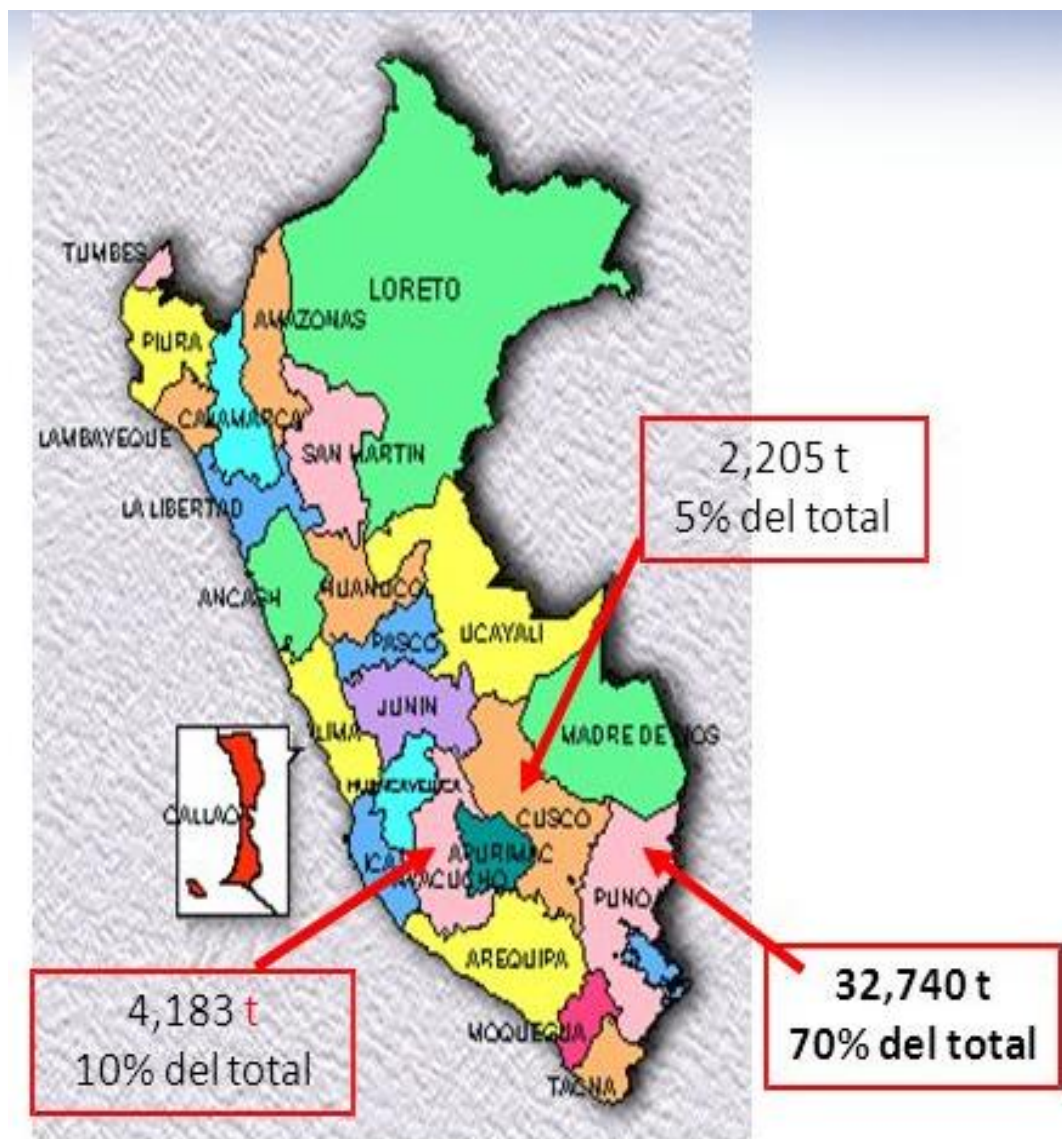 TUMBES
LORETO
AMAZONAS
PIURA
CAJAMARCA
LAMBAYEQUE
SAN MARTIN
2,205 t
5% del total
LA LIBERTAD
HUANUCO
ANCASH
UCAYALI
PASCO
JUNIN
LIMA
MADRE DE DIOS
HUANCAVELICA
CALLAO
CUSCO
ICA
APURIMAC
AYACUCHO
PUNO
AREQUIPA
4,183 t
10% del total
32,740 t
70% del total
MOQUEGUA
TACNA